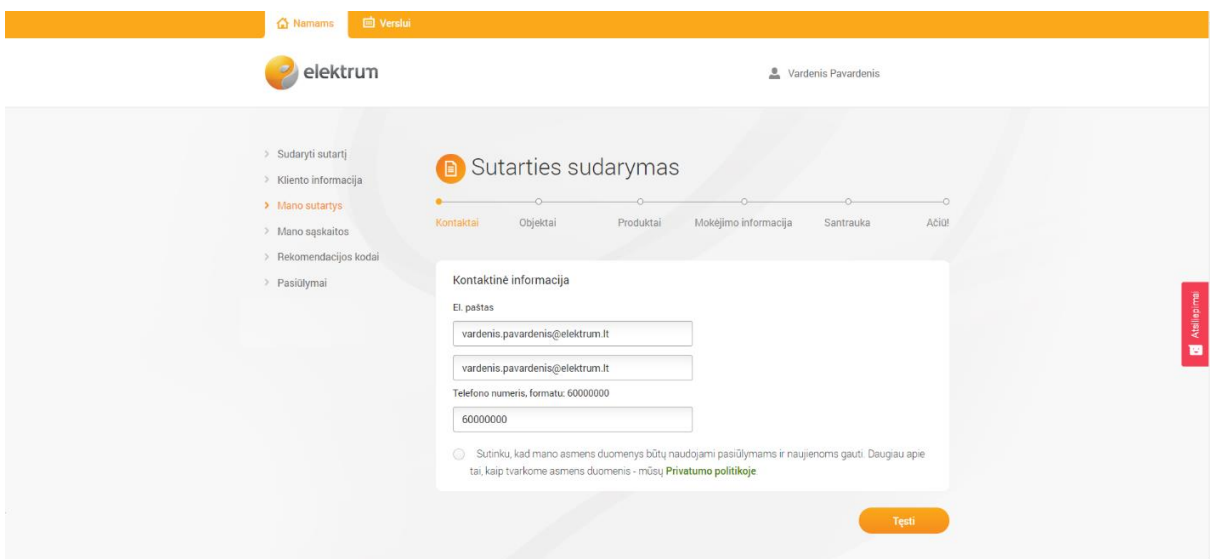 Namams
Verslui
elektrum
Vardenis Pavardenis
Sudaryti sutartį
Kliento informacija
Mano sutartys
Mano sąskaitos
Rekomendacijos kodai
Pasiūlymai
Sutarties sudarymas
Kontaktai Objektai Produktai Mokėjimo informacija Santrauka Ačiū!
Kontaktinė informacija
El. paštas
vardenis.pavardenis@elektrum.lt
vardenis.pavardenis@elektrum.lt
Telefono numeris, formatu: 60000000
60000000
Sutinku, kad mano asmens duomenys būtų naudojami pasiūlymams ir naujienoms gauti. Daugiau apie
tai, kaip tvarkome asmens duomenis - mūsų Privatumo politikoje
Tęsti
Atsiliepimai